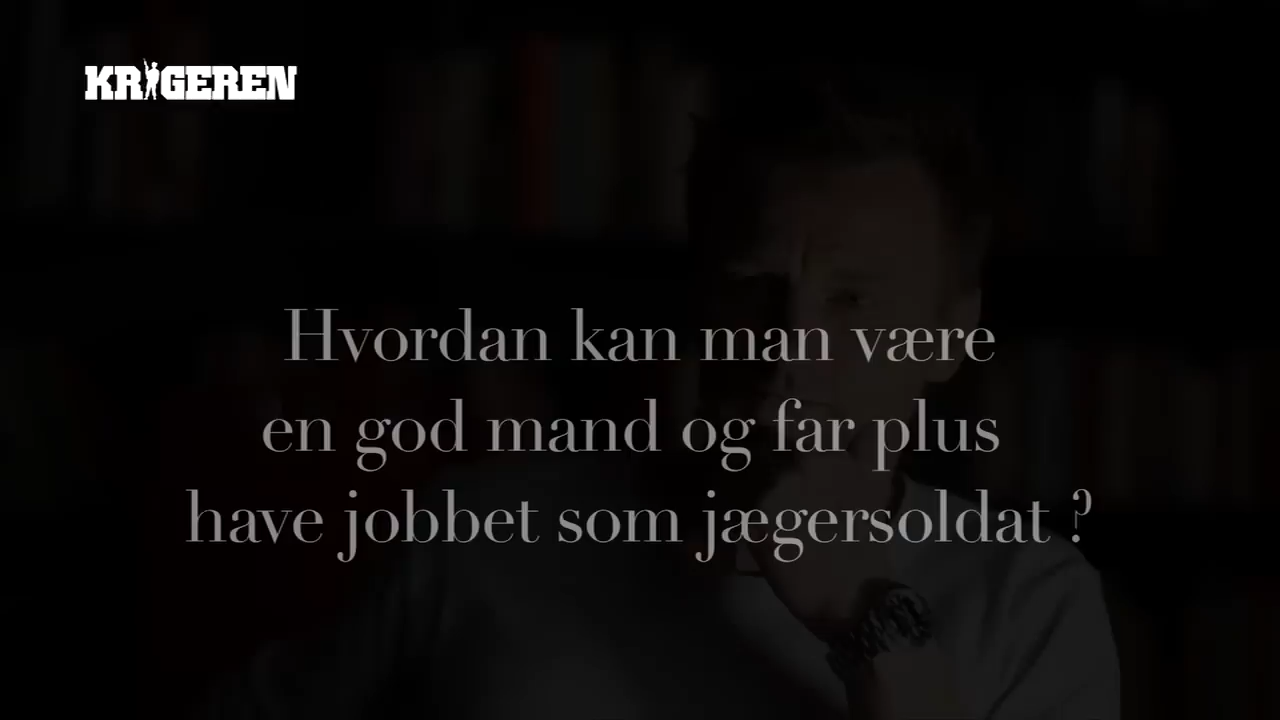 KRIGEREN
Hvordan kan man være
en god mand og far plus
have jobbet som jægersoldat ?